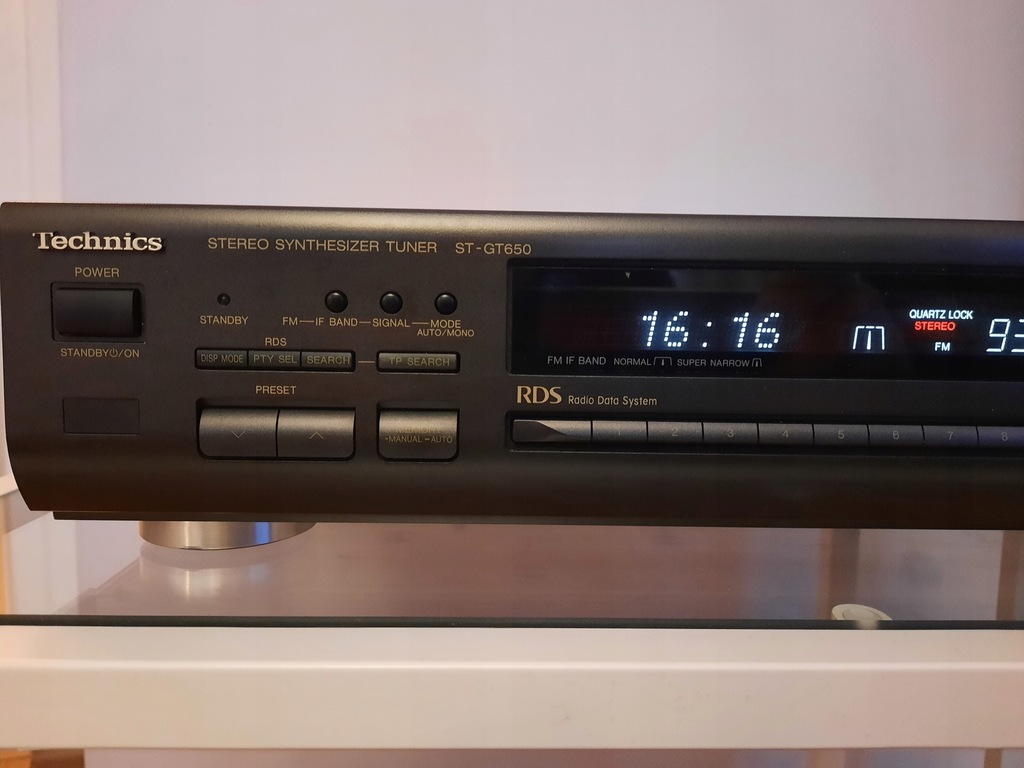 Technics
STEREO SYNTHESIZER TUNER ST-GT650
POWER
STANDBY⏻/ON
STANDBY
FM IF BAND SIGNAL MODE
AUTO/MONO
RDS
DISP MODE PTY SEL SEARCH TP SEARCH
PRESET
-MANUAL -AUTO
16:16
QUARTZ LOCK
STEREO
FM
93
FM IF BAND NORMAL SUPER NARROW
RDS Radio Data System
1 2 3 4 5 6 7 8